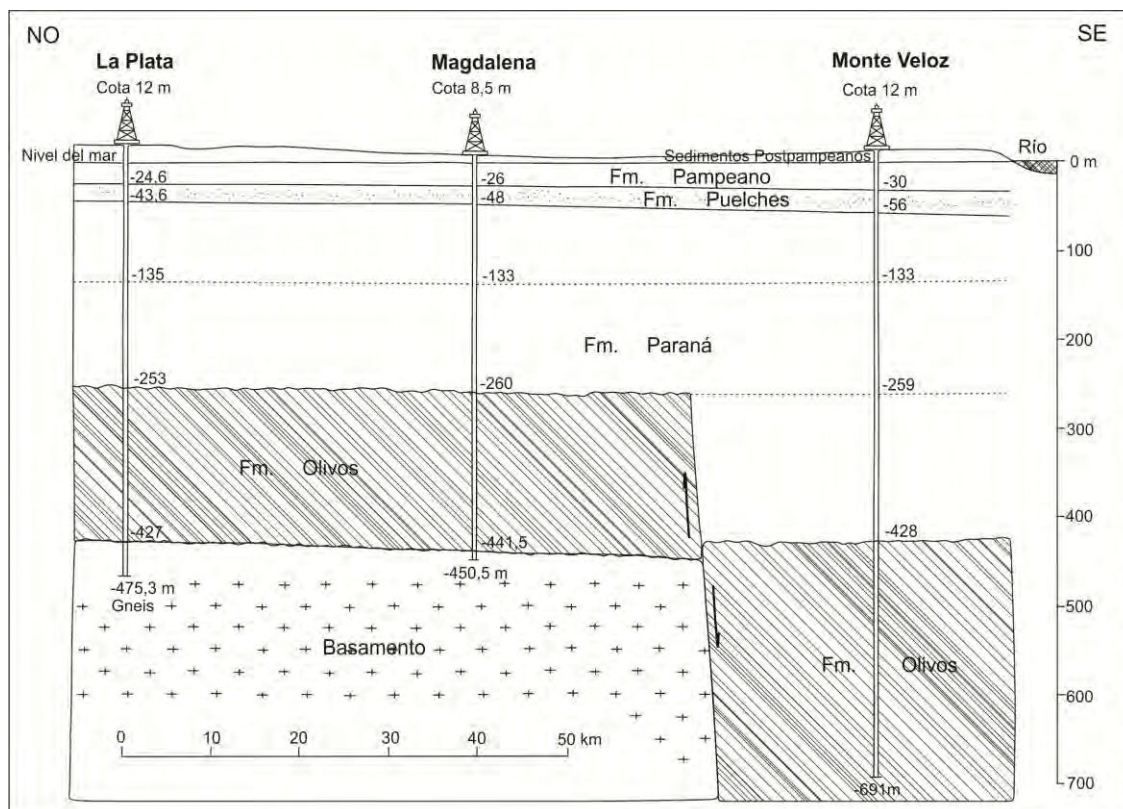 NO
SE
La Plata
Cota 12 m
Magdalena
Cota 8,5 m
Monte Veloz
Cota 12 m
Nivel del mar
Sedimentos Postpampeanos
Río
0 m
-24.6
-26
Fm. Pampeano
-30
-43.6
-48
Fm. Puelches
-56
-100
-135
-133
-133
-200
Fm. Paraná
-253
-260
-259
-300
Fm. Olivos
-400
-427
-441,5
-428
-475,3 m
Gneis
-450,5 m
-500
Basamento
Fm. Olivos
-600
0 10 20 30 40 50 km
-691m
-700